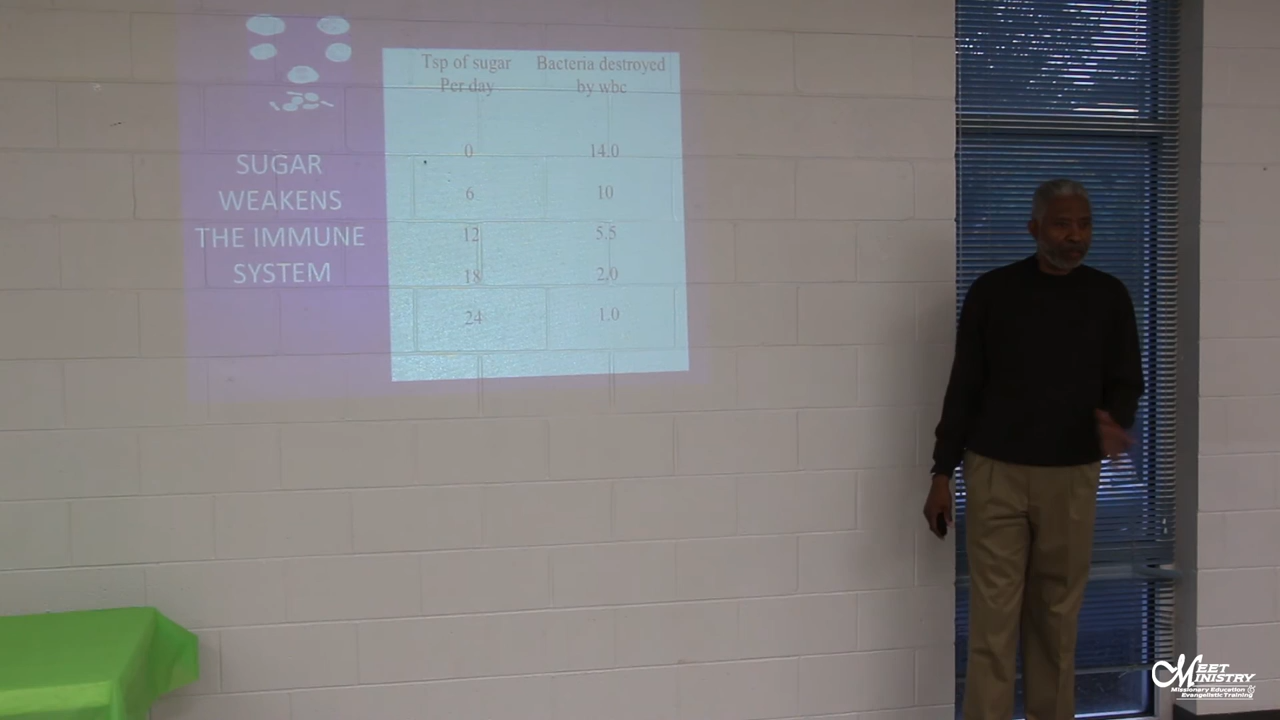 SUGAR
WEAKENS
THE IMMUNE
SYSTEM
Tsp of sugar Bacteria destroyed
Per day by wbc
0 14.0
6 10
12 5.5
18 2.0
24 1.0
MEET
MINISTRY
Missionary Education &
Evangelistic Training